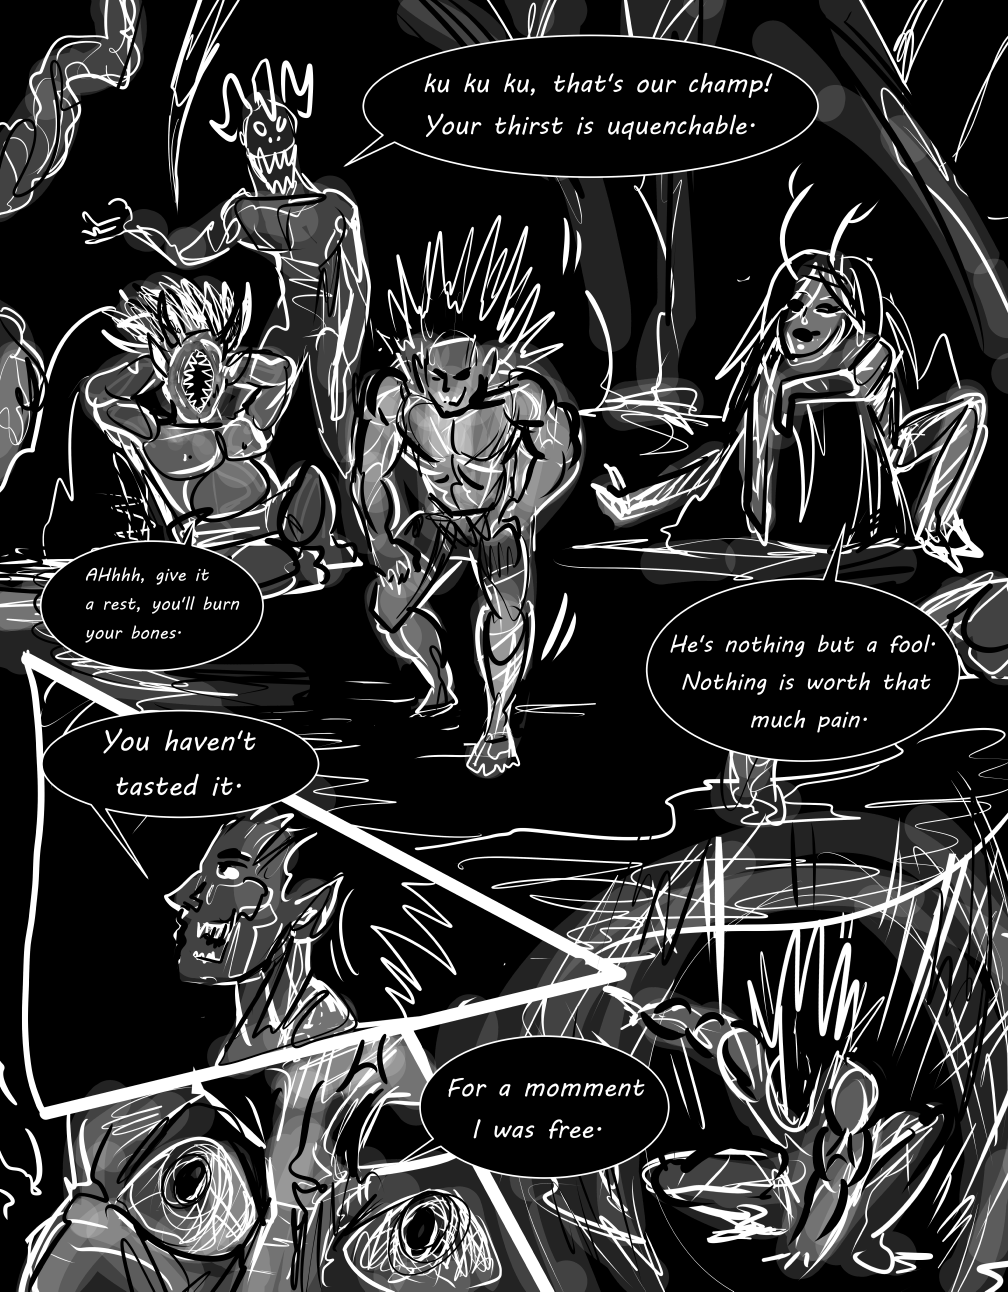 ku ku ku, that's our champ!
Your thirst is uquenchable.
AHhhh, give it
a rest, you'll burn
your bones.
He's nothing but a fool.
Nothing is worth that
much pain.
You haven't
tasted it.
For a momment
I was free.